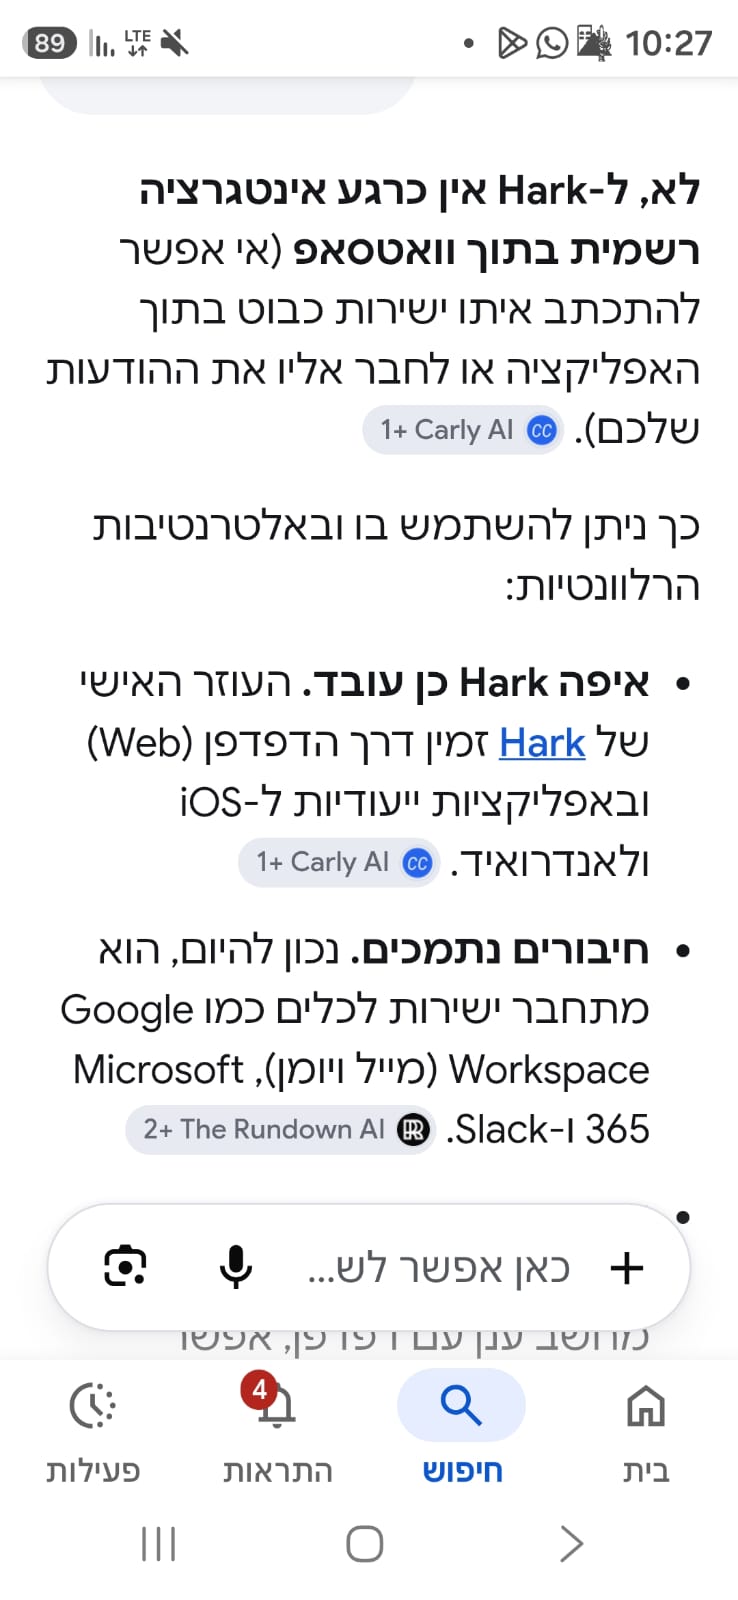 89 LTE 10:27
לא, ל-Hark אין כרגע אינטגרציה
רשמית בתוך וואטסאפ (אי אפשר
להתכתב איתו ישירות כבוט בתוך
האפליקציה או לחבר אליו את ההודעות
שלכם). Carly AI +1
כך ניתן להשתמש בו ובאלטרנטיבות
הרלוונטיות:
• איפה Hark כן עובד. העוזר האישי
של Hark זמין דרך הדפדפן (Web)
ובאפליקציות ייעודיות ל-iOS
ולאנדרואיד. Carly AI +1
• חיבורים נתמכים. נכון להיום, הוא
מתחבר ישירות לכלים כמו Google
Workspace (מייל ויומן), Microsoft
365 ו-Slack. The Rundown AI +2
•
כאן אפשר לש...
בית
חיפוש
4
התראות
פעילות